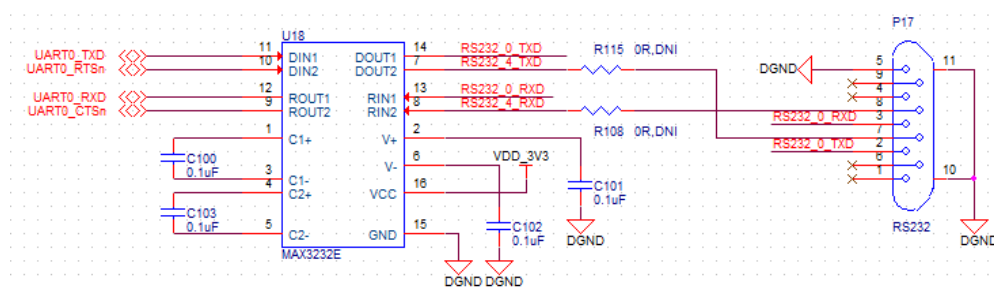 U18
P17
UART0_TXD
11
DIN1
DOUT1
14
RS232_0_TXD
R115 0R,DNI
UART0_RTSn
10
DIN2
DOUT2
7
RS232_4_TXD
DGND
5
11
9
UART0_RXD
12
ROUT1
RIN1
13
RS232_0_RXD
4
UART0_CTSn
9
ROUT2
RIN2
8
RS232_4_RXD
8
RS232_0_RXD
3
R108 0R,DNI
7
1
C1+
V+
2
RS232_0_TXD
2
C100
0.1uF
V-
6
VDD_3V3
6
3
C1-
1
10
4
C2+
VCC
16
C101
0.1uF
C103
0.1uF
RS232
5
C2-
GND
15
C102
0.1uF
DGND
DGND
MAX3232E
DGND
DGND